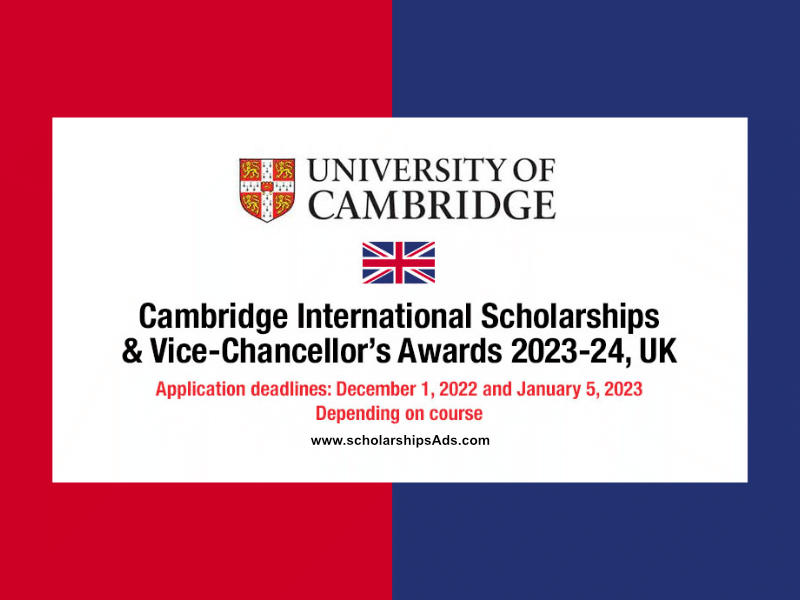 UNIVERSITY OF
CAMBRIDGE
Cambridge International Scholarships
& Vice-Chancellor’s Awards 2023-24, UK
Application deadlines: December 1, 2022 and January 5, 2023
Depending on course
www.scholarshipsAds.com